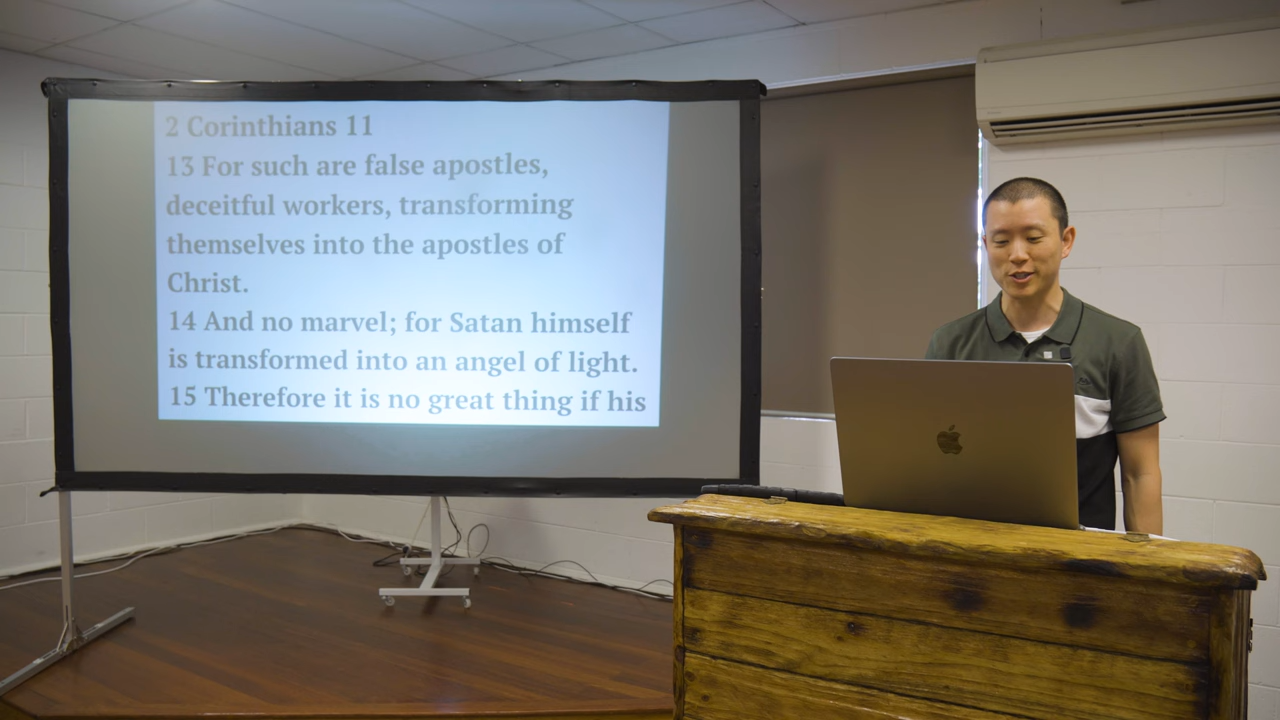 2 Corinthians 11
13 For such are false apostles,
deceitful workers, transforming
themselves into the apostles of
Christ.
14 And no marvel; for Satan himself
is transformed into an angel of light.
15 Therefore it is no great thing if his